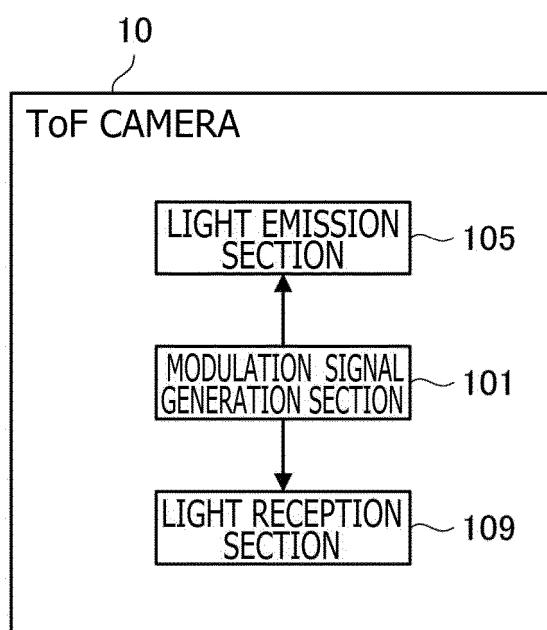 10
ToF CAMERA
LIGHT EMISSION
SECTION
105
MODULATION SIGNAL
GENERATION SECTION
101
LIGHT RECEPTION
SECTION
109